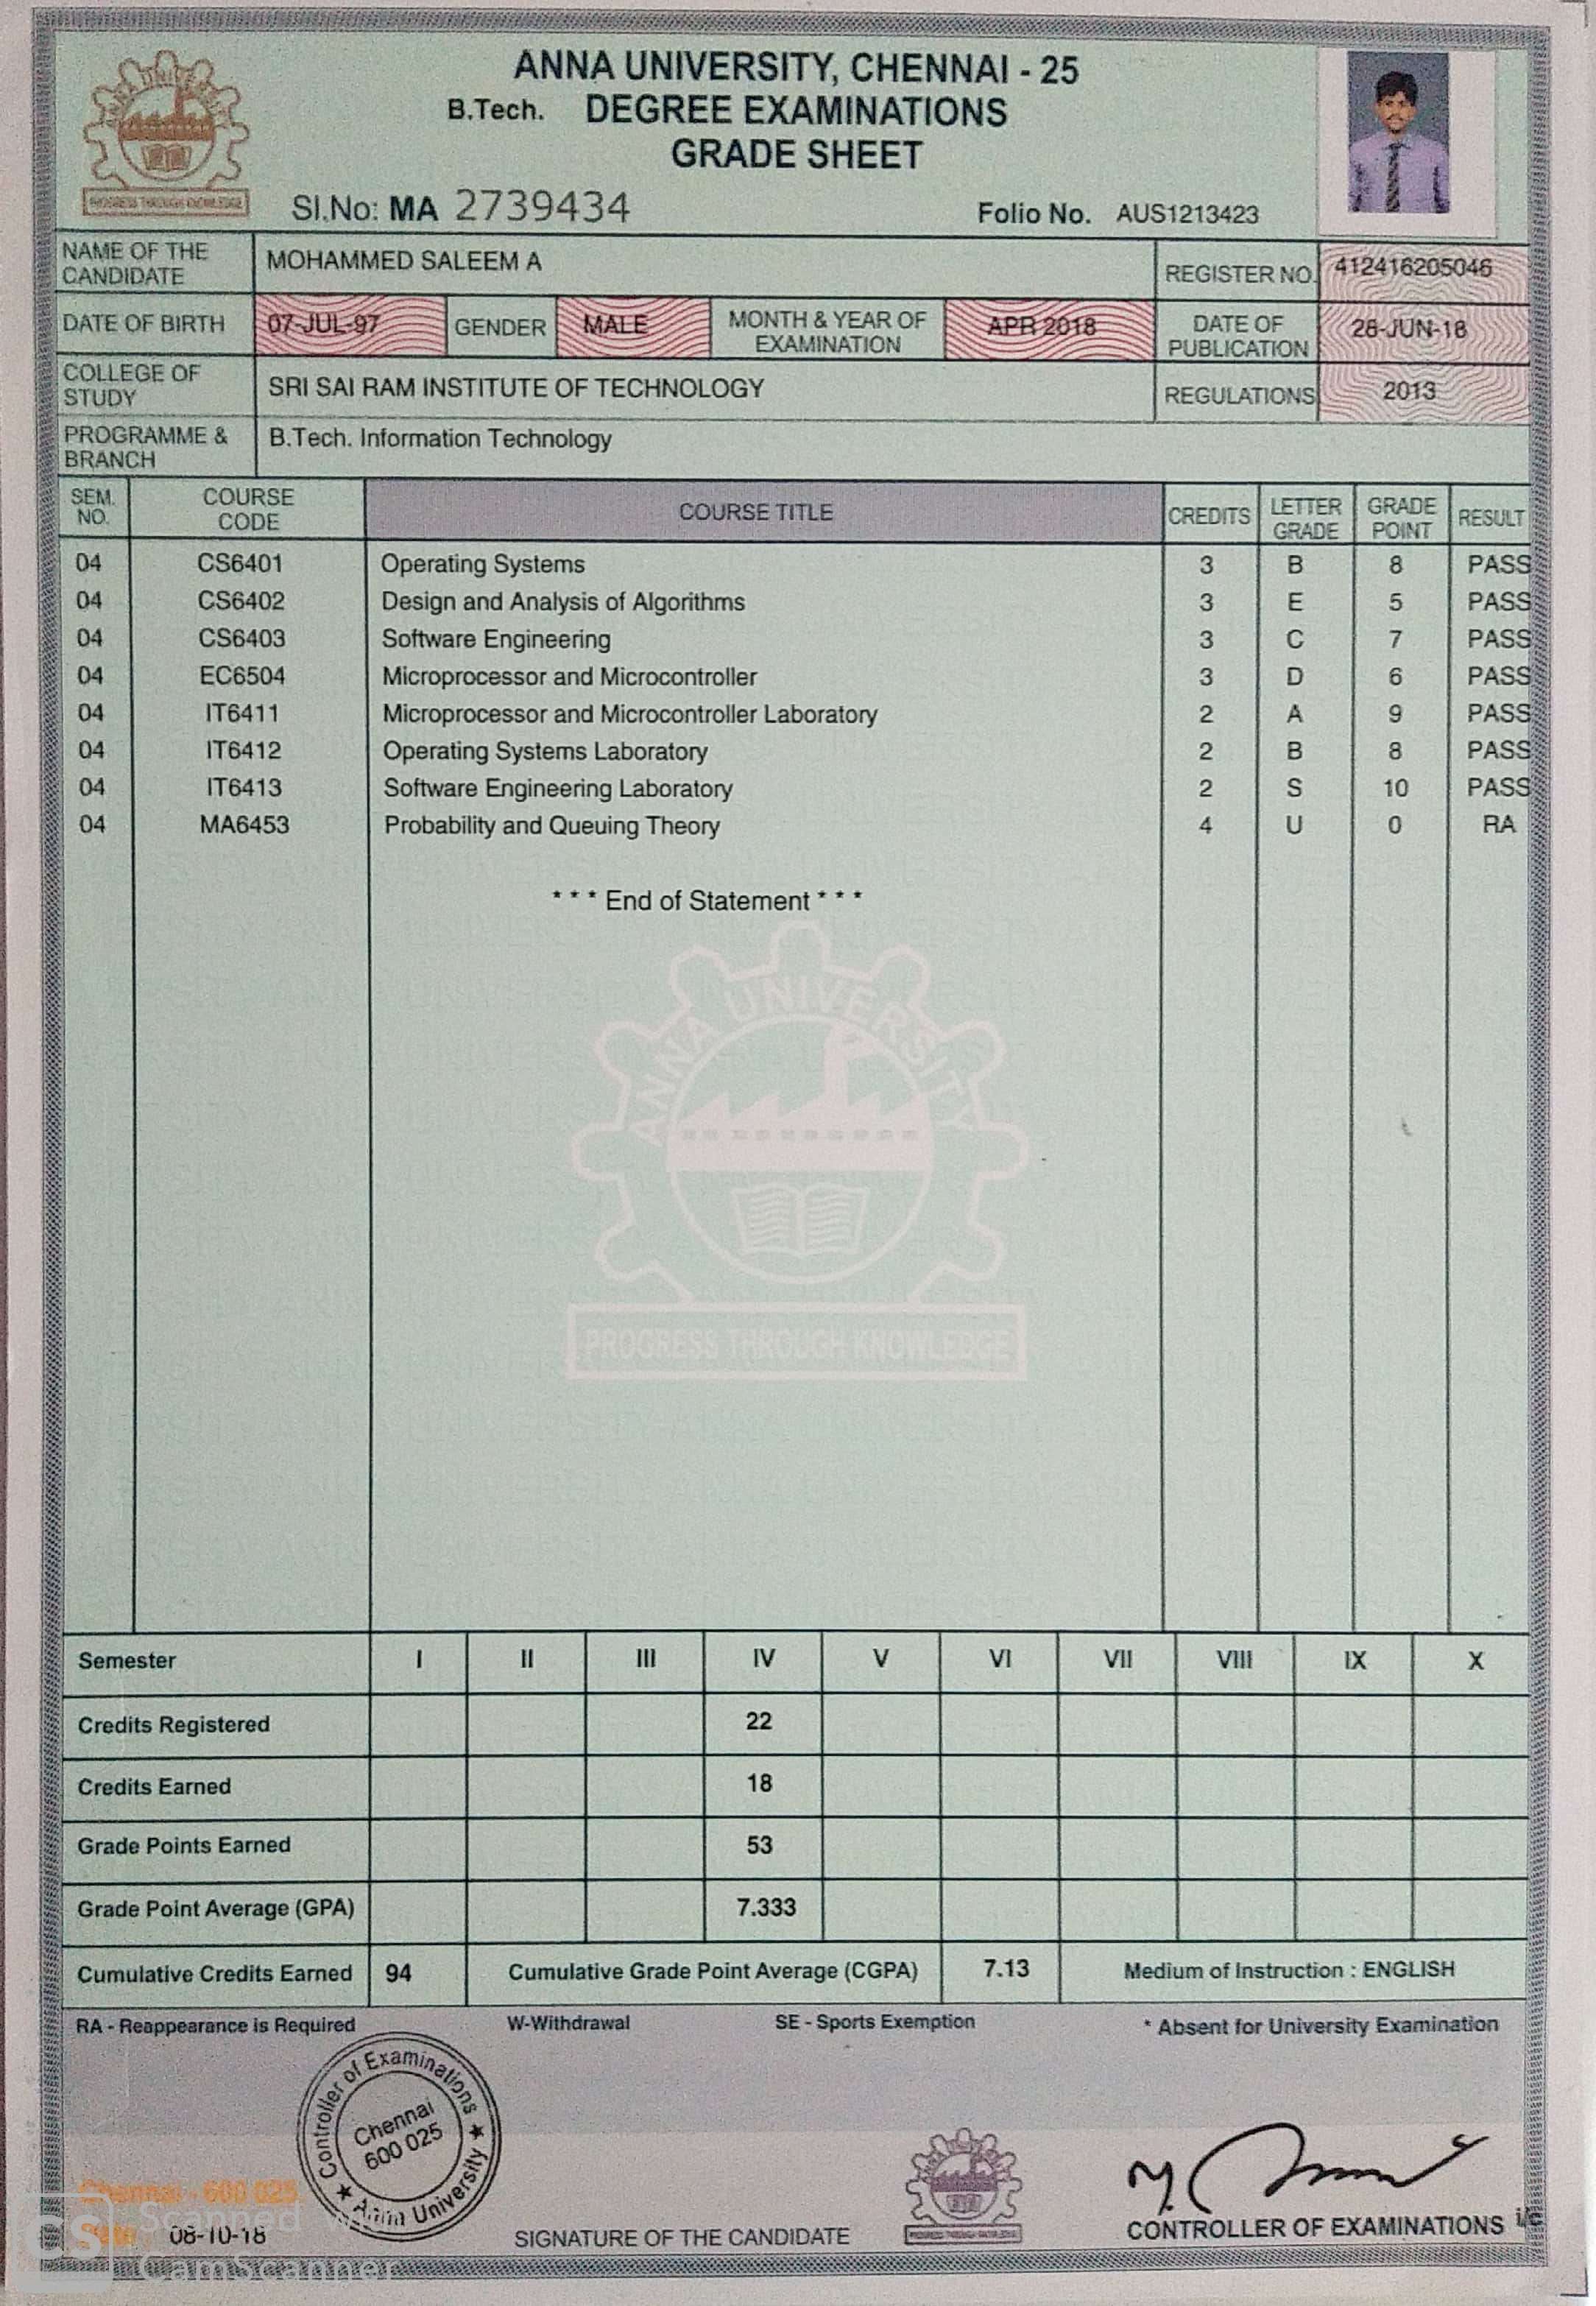 ANNA UNIVERSITY, CHENNAI - 25
B.Tech. DEGREE EXAMINATIONS
GRADE SHEET
PROGRESS THROUGH KNOWLEDGE
Sl.No: MA 2739434 Folio No. AUS1213423
NAME OF THE CANDIDATE MOHAMMED SALEEM A REGISTER NO. 412416205046
DATE OF BIRTH 07-JUL-97 GENDER MALE MONTH & YEAR OF EXAMINATION APR 2018 DATE OF PUBLICATION 28-JUN-18
COLLEGE OF STUDY SRI SAI RAM INSTITUTE OF TECHNOLOGY REGULATIONS 2013
PROGRAMME & BRANCH B.Tech. Information Technology
SEM. NO. COURSE CODE COURSE TITLE CREDITS LETTER GRADE GRADE POINT RESULT
04 CS6401 Operating Systems 3 B 8 PASS
04 CS6402 Design and Analysis of Algorithms 3 E 5 PASS
04 CS6403 Software Engineering 3 C 7 PASS
04 EC6504 Microprocessor and Microcontroller 3 D 6 PASS
04 IT6411 Microprocessor and Microcontroller Laboratory 2 A 9 PASS
04 IT6412 Operating Systems Laboratory 2 B 8 PASS
04 IT6413 Software Engineering Laboratory 2 S 10 PASS
04 MA6453 Probability and Queuing Theory 4 U 0 RA
* * * End of Statement * * *
ANNA UNIVERSITY
PROGRESS THROUGH KNOWLEDGE
Semester I II III IV V VI VII VIII IX X
Credits Registered 22
Credits Earned 18
Grade Points Earned 53
Grade Point Average (GPA) 7.333
Cumulative Credits Earned 94 Cumulative Grade Point Average (CGPA) 7.13 Medium of Instruction : ENGLISH
RA - Reappearance is Required W-Withdrawal SE - Sports Exemption * Absent for University Examination
Controller of Examinations
Chennai
600 025
★ Anna University ★
Chennai - 600 025
Date 08-10-18
SIGNATURE OF THE CANDIDATE
CONTROLLER OF EXAMINATIONS i/c
CS Scanned with
CamScanner